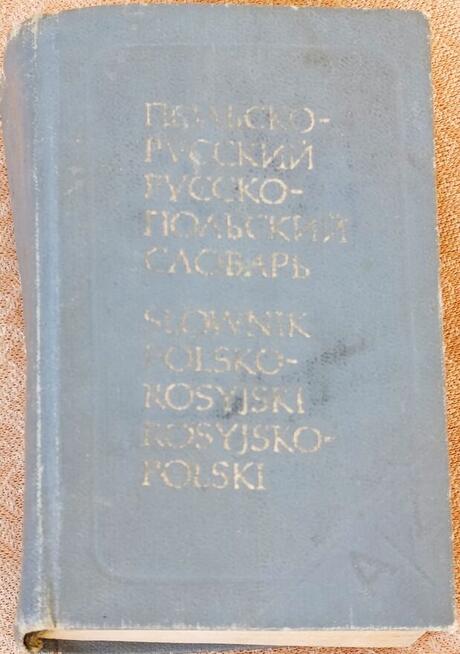 ПОЛЬСКО-
РУССКИЙ
РУССКО-
ПОЛЬСКИЙ
СЛОВАРЬ
SŁOWNIK
POLSKO-
ROSYJSKI
ROSYJSKO-
POLSKI